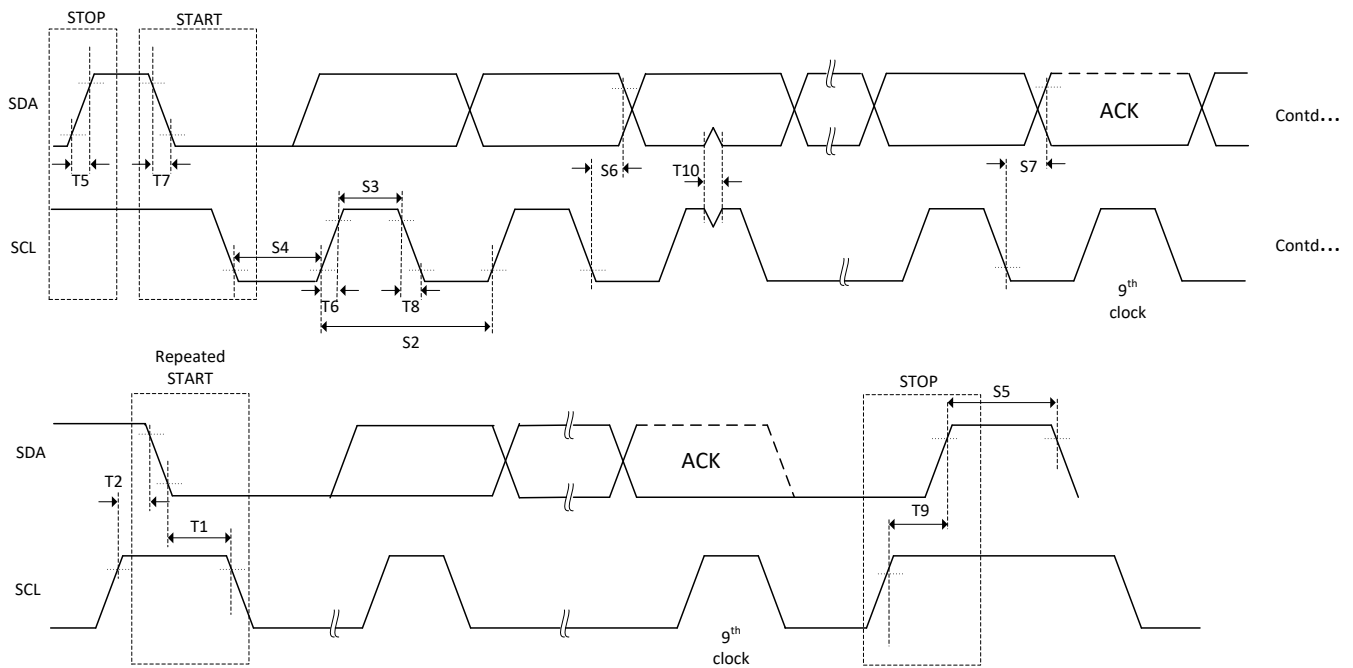 STOP
START
SDA
ACK
Contd...
T5
T7
S6
T10
S7
S3
SCL
S4
Contd...
T6
T8
9th
clock
S2
Repeated
START
STOP
S5
SDA
T2
ACK
T9
T1
SCL
9th
clock